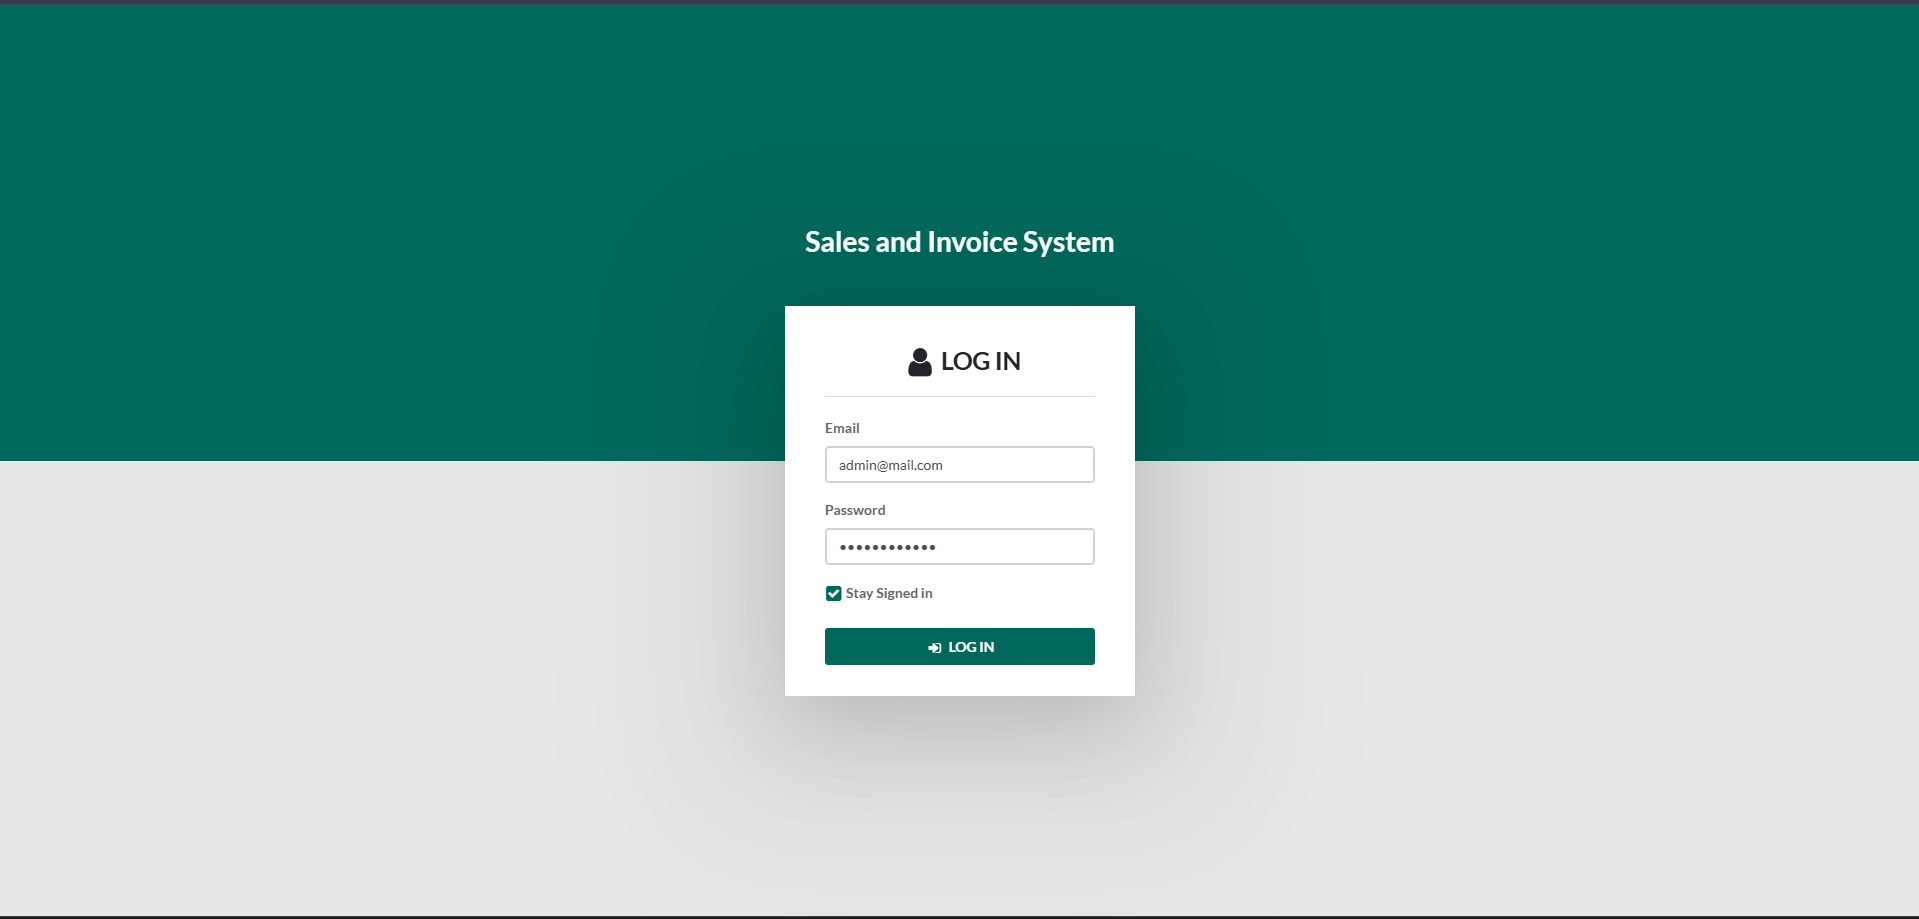 Sales and Invoice System
LOG IN
Email
admin@mail.com
Password
••••••••••••
Stay Signed in
LOG IN